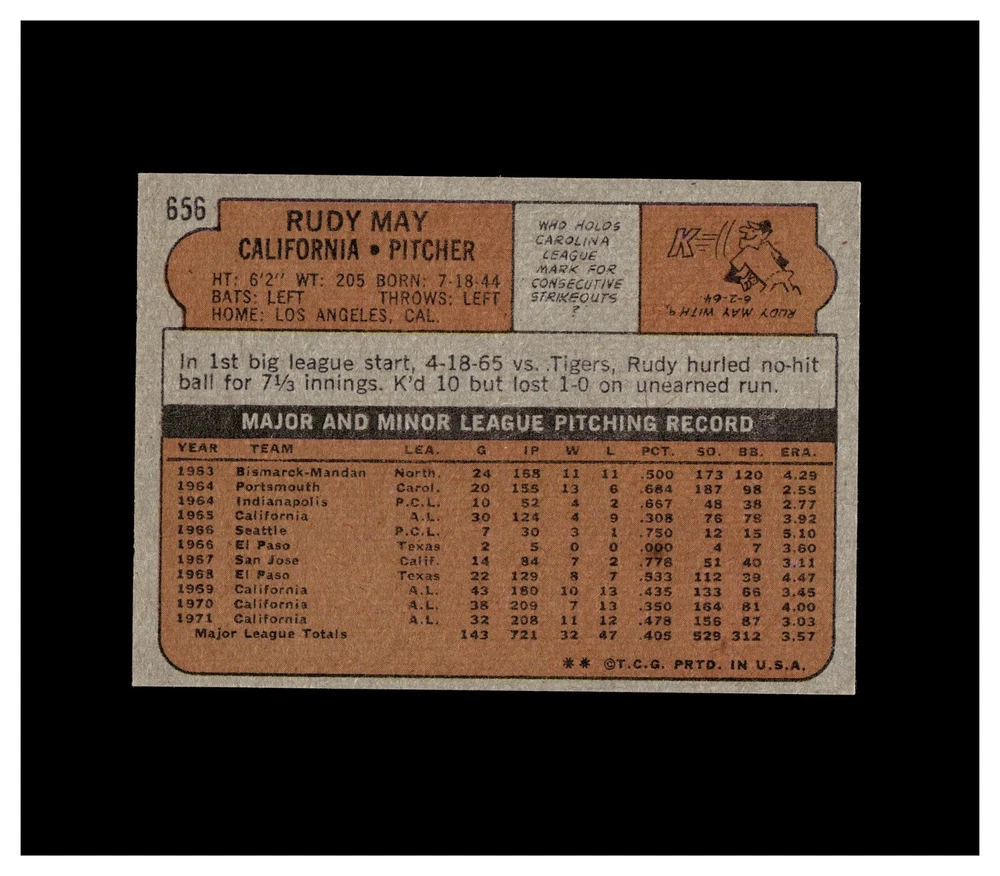 656
RUDY MAY
CALIFORNIA • PITCHER
HT: 6'2" WT: 205 BORN: 7-18-44
BATS: LEFT THROWS: LEFT
HOME: LOS ANGELES, CAL.
WHO HOLDS
CAROLINA
LEAGUE
MARK FOR
CONSECUTIVE
STRIKEOUTS
?
K
RUDY MAY WITH 9,
6-2-64
In 1st big league start, 4-18-65 vs. Tigers, Rudy hurled no-hit
ball for 7⅓ innings. K'd 10 but lost 1-0 on unearned run.
MAJOR AND MINOR LEAGUE PITCHING RECORD
YEAR TEAM LEA. G IP W L PCT. SO. BB. ERA.
1963 Bismarck-Mandan North. 24 168 11 11 .500 173 120 4.29
1964 Portsmouth Carol. 20 155 13 6 .684 187 98 2.55
1964 Indianapolis P.C.L. 10 52 4 2 .667 48 38 2.77
1965 California A.L. 30 124 4 9 .308 76 78 3.92
1966 Seattle P.C.L. 7 30 3 1 .750 12 15 5.10
1966 El Paso Texas 2 5 0 0 .000 4 7 3.60
1967 San Jose Calif. 14 84 7 2 .778 51 40 3.11
1968 El Paso Texas 22 129 8 7 .533 112 39 4.47
1969 California A.L. 43 180 10 13 .435 133 66 3.45
1970 California A.L. 38 209 7 13 .350 164 81 4.00
1971 California A.L. 32 208 11 12 .478 156 87 3.03
Major League Totals 143 721 32 47 .405 529 312 3.57
** ©T.C.G. PRTD. IN U.S.A.